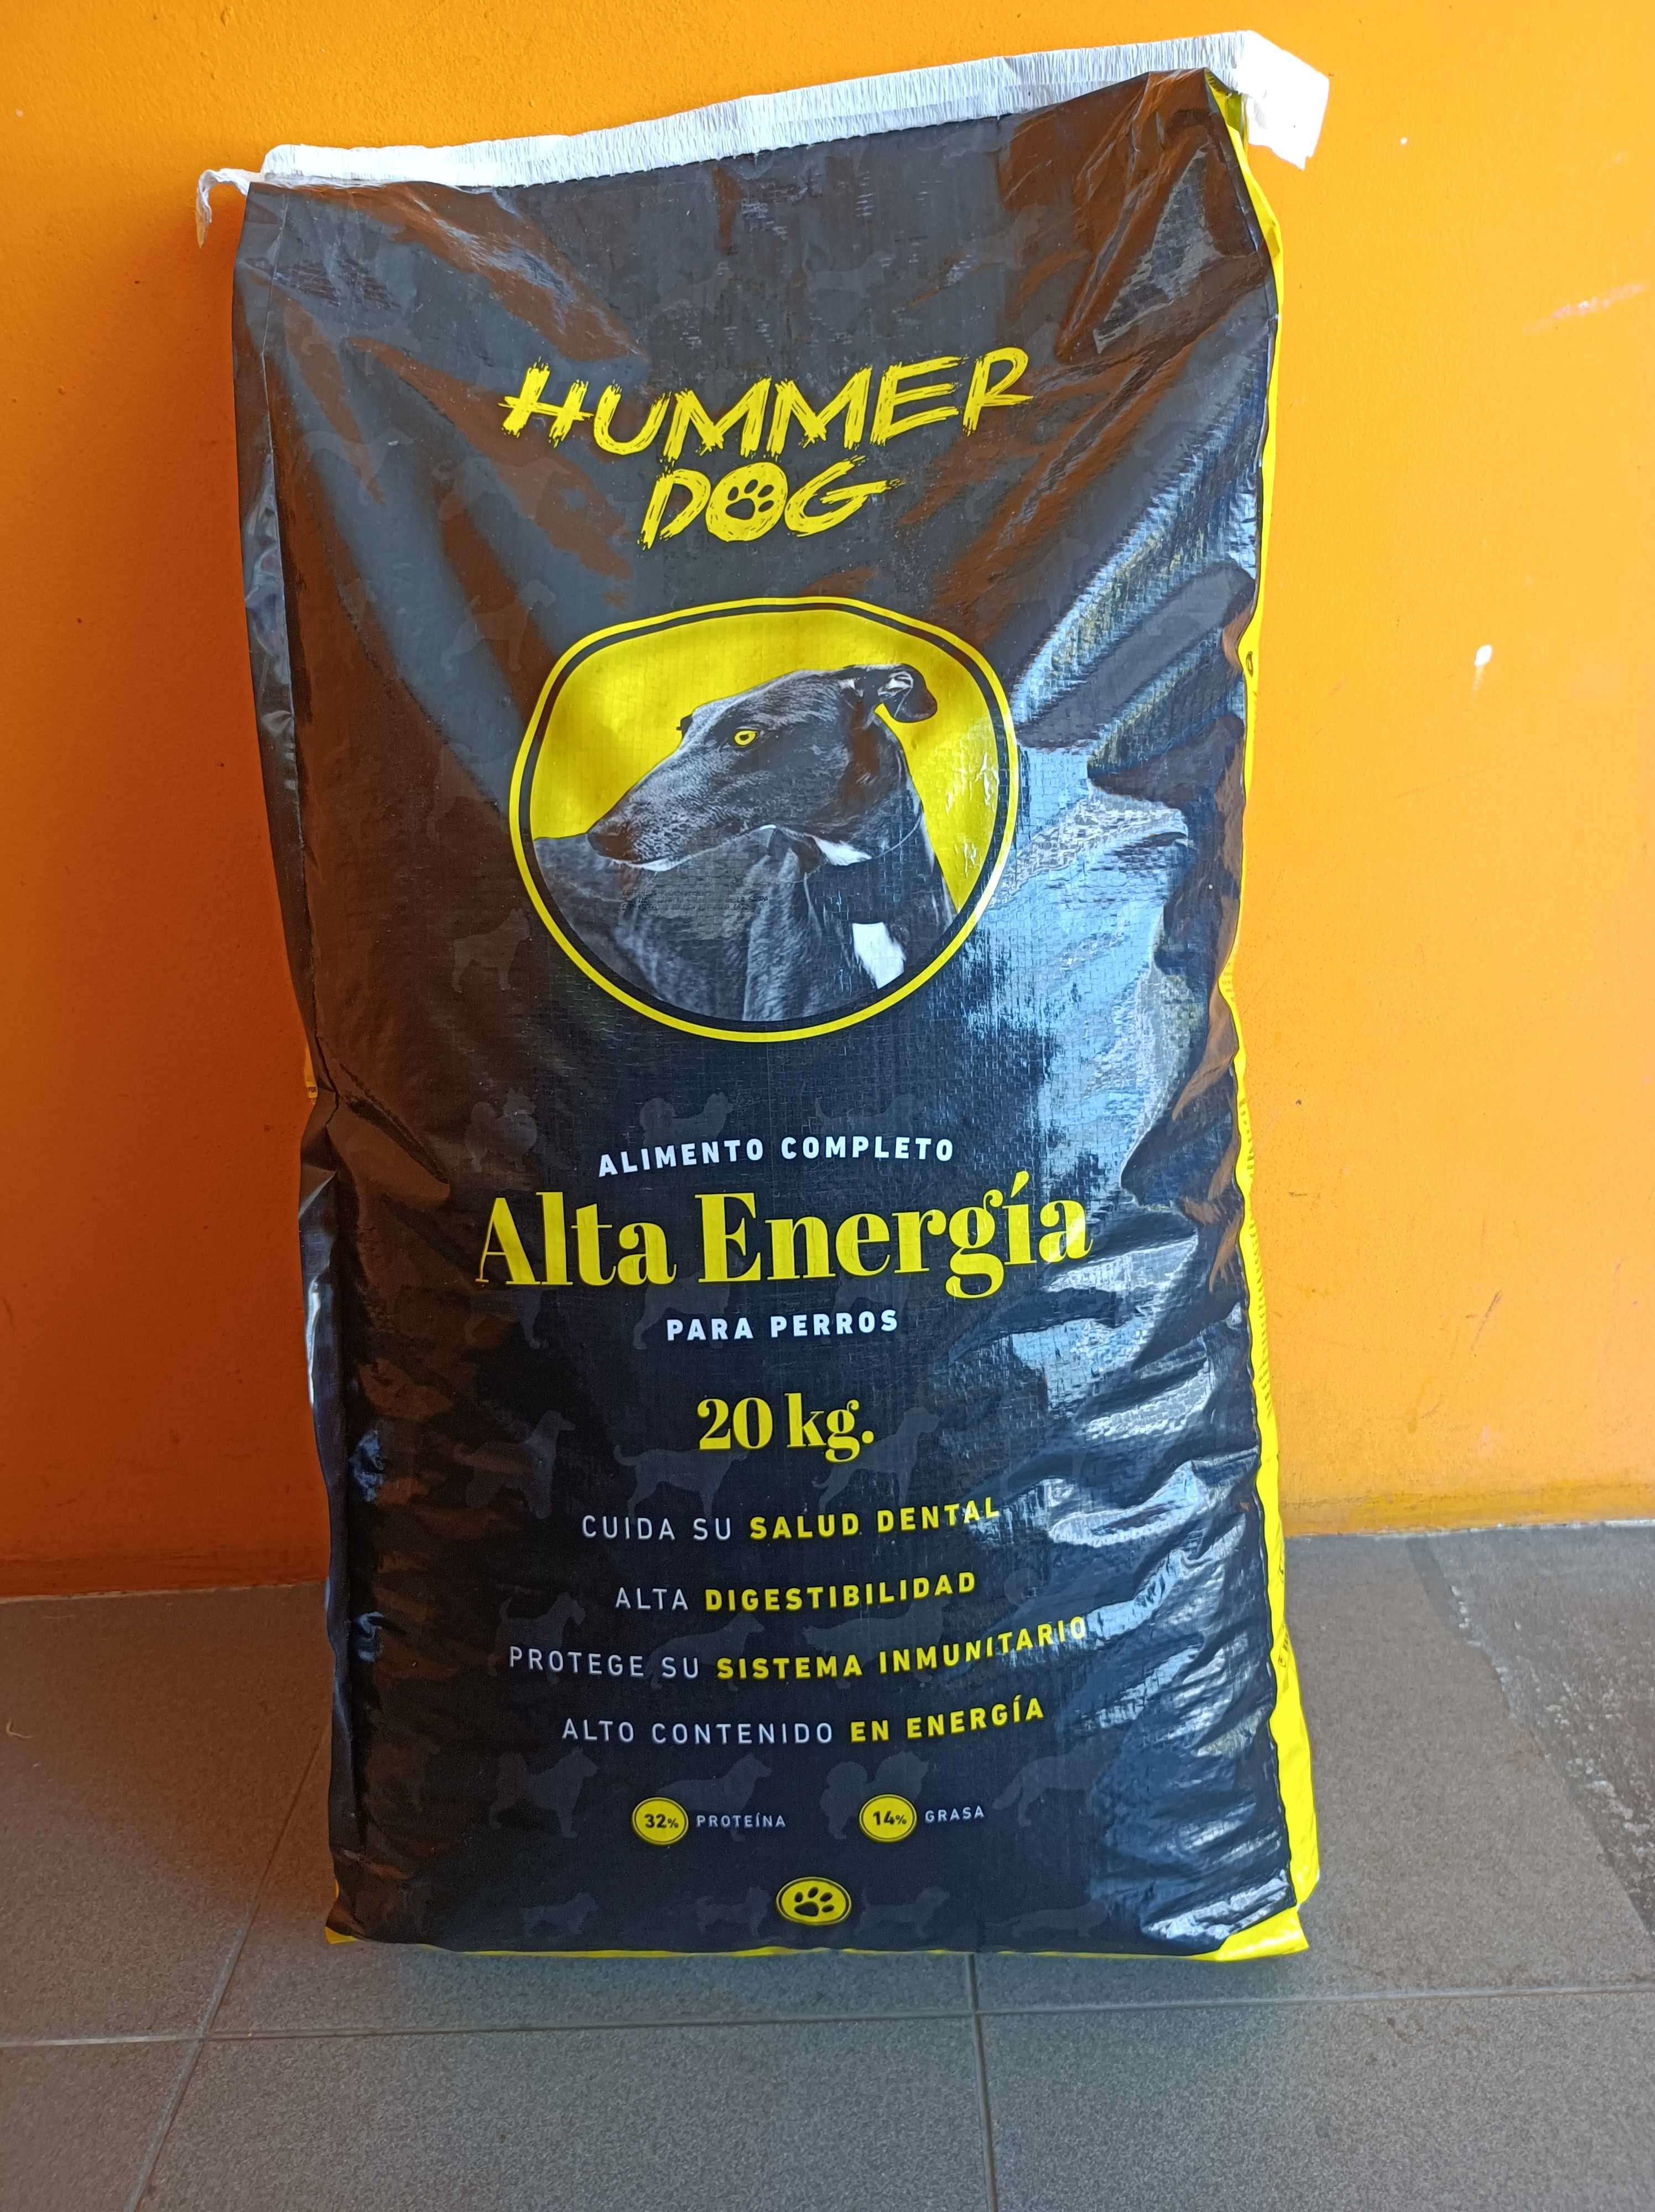 HUMMER
DOG
ALIMENTO COMPLETO
Alta Energía
PARA PERROS
20 kg.
CUIDA SU SALUD DENTAL
ALTA DIGESTIBILIDAD
PROTEGE SU SISTEMA INMUNITARIO
ALTO CONTENIDO EN ENERGÍA
32% PROTEÍNA 14% GRASA